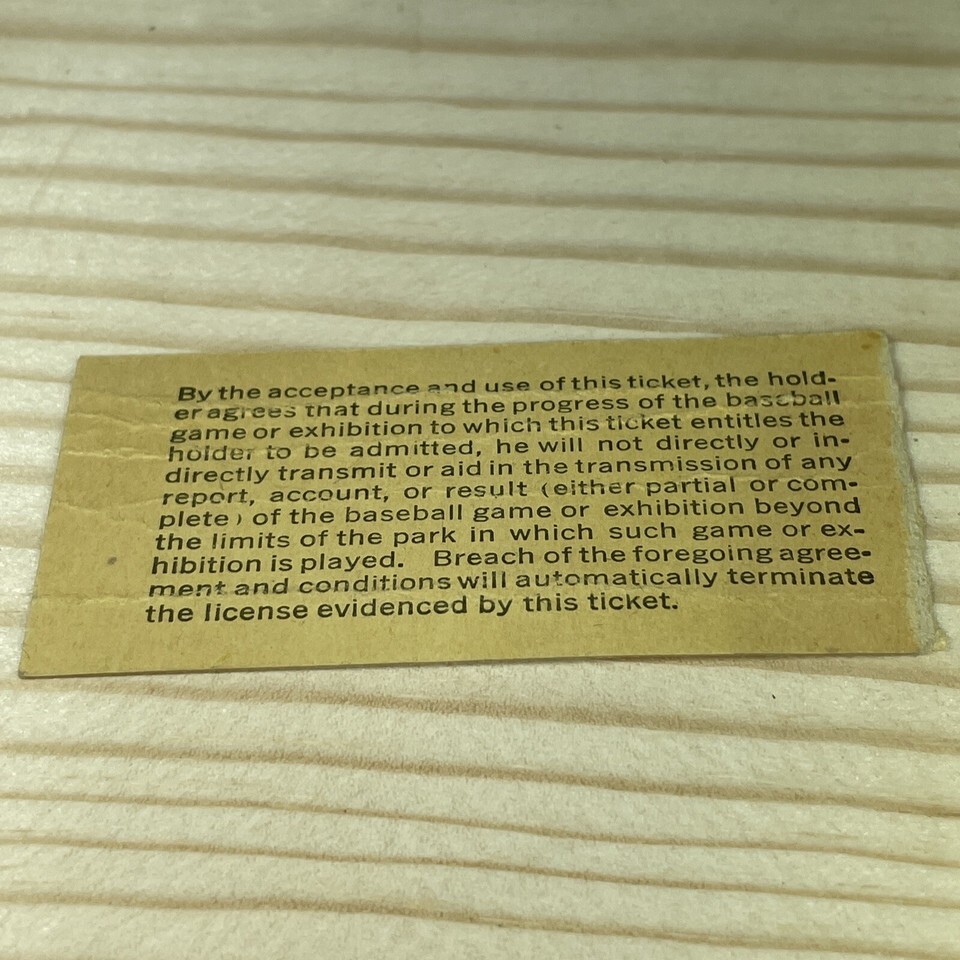 By the acceptance and use of this ticket, the hold-
er agrees that during the progress of the baseball
game or exhibition to which this ticket entitles the
holder to be admitted, he will not directly or in-
directly transmit or aid in the transmission of any
report, account, or result (either partial or com-
plete) of the baseball game or exhibition beyond
the limits of the park in which such game or ex-
hibition is played. Breach of the foregoing agree-
ment and conditions will automatically terminate
the license evidenced by this ticket.